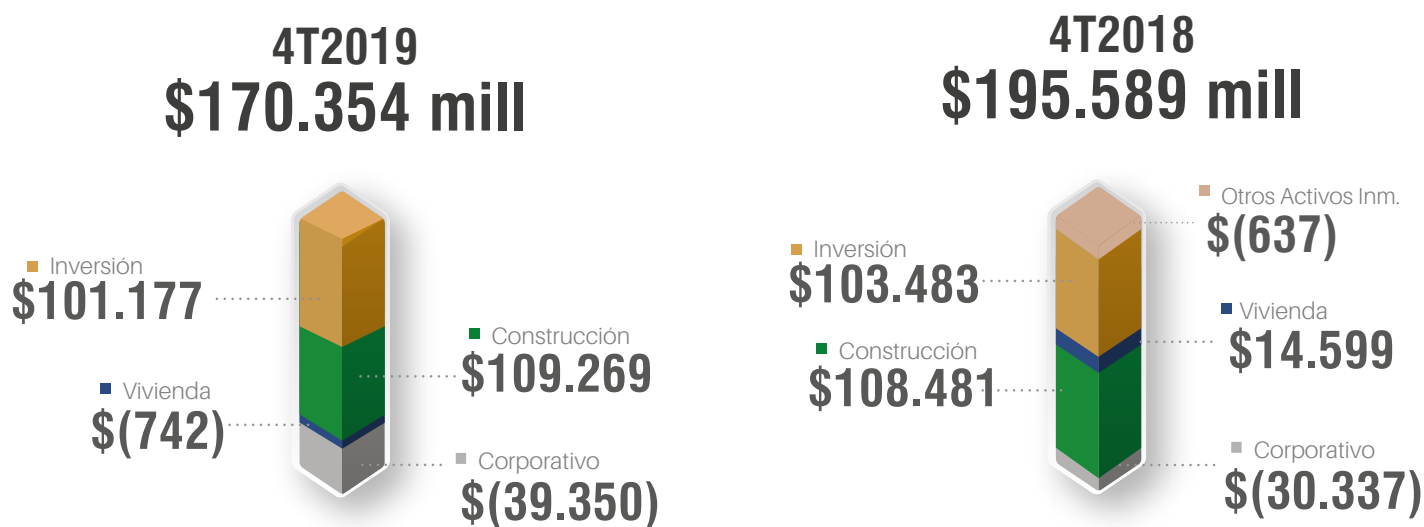 4T2019
$170.354 mill
Inversión
$101.177
Construcción
$109.269
Vivienda
$(742)
Corporativo
$(39.350)
4T2018
$195.589 mill
Otros Activos Inm.
$(637)
Inversión
$103.483
Vivienda
$14.599
Construcción
$108.481
Corporativo
$(30.337)